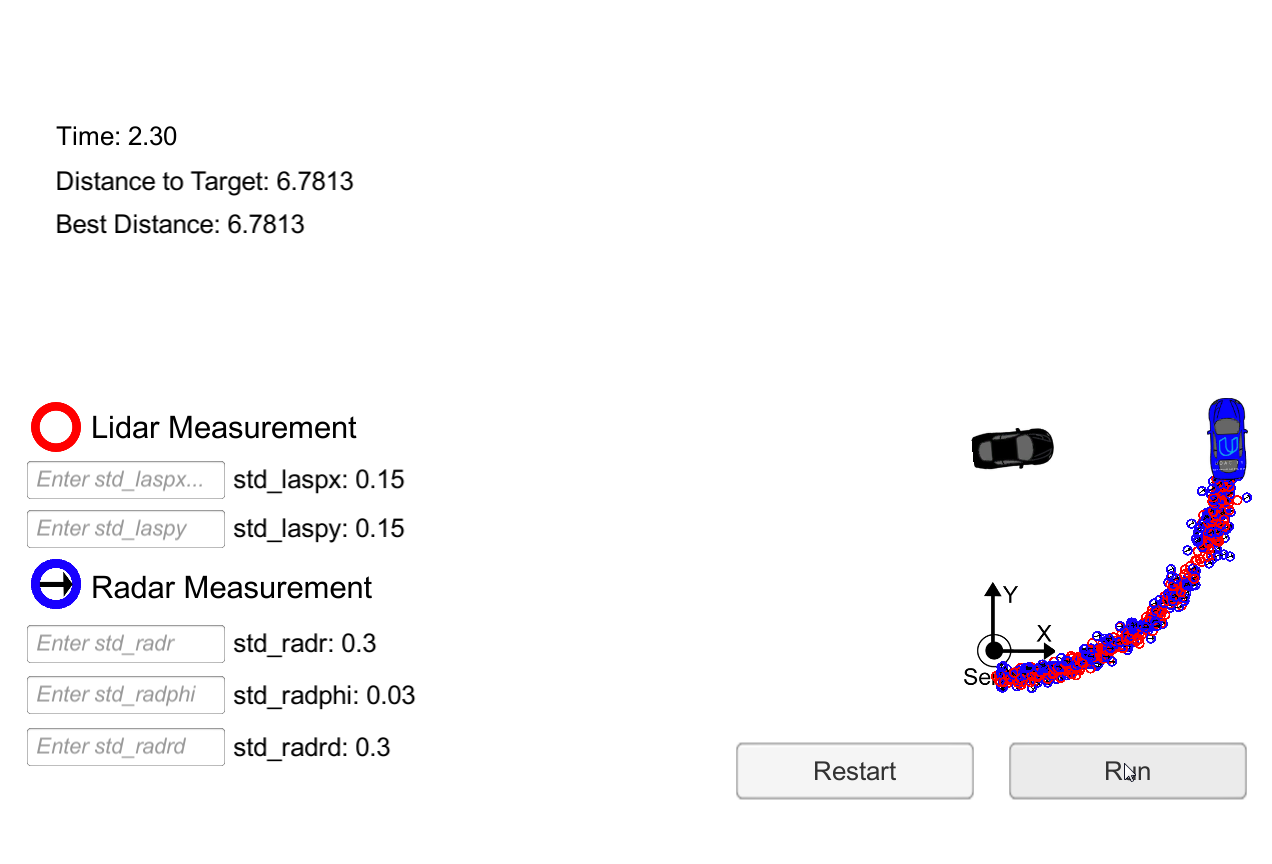 Time: 2.30
Distance to Target: 6.7813
Best Distance: 6.7813
Lidar Measurement
Enter std_laspx... std_laspx: 0.15
Enter std_laspy std_laspy: 0.15
Radar Measurement
Enter std_radr std_radr: 0.3
Enter std_radphi std_radphi: 0.03
Enter std_radrd std_radrd: 0.3
Y
X
Restart Run